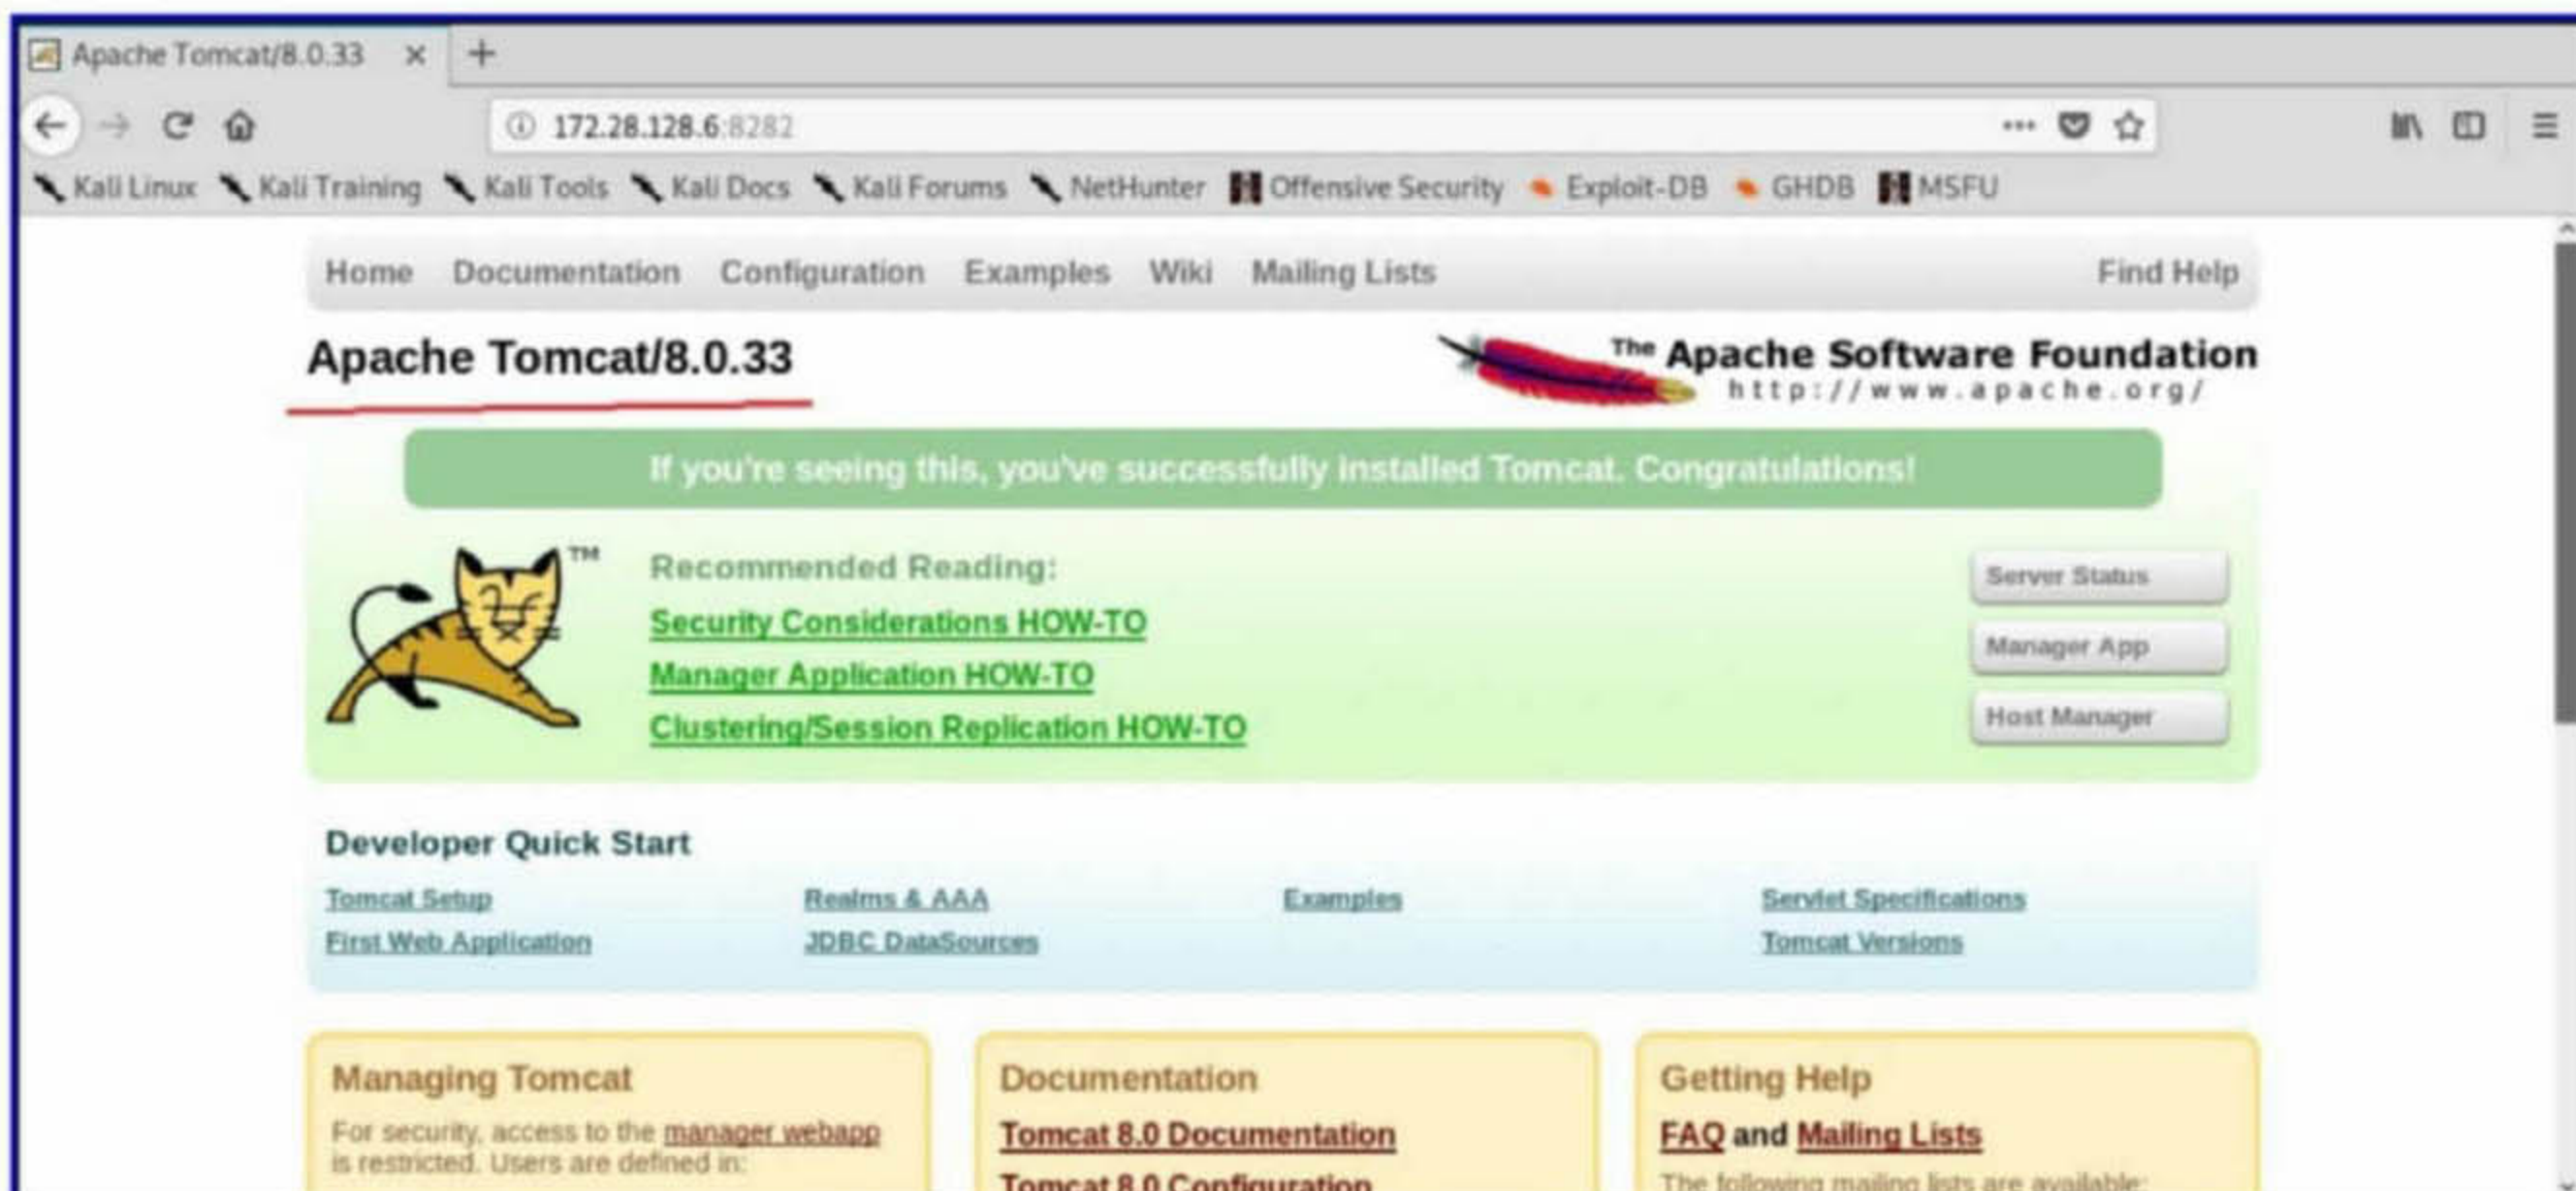 Apache Tomcat/8.0.33
172.28.128.6:8282
Kali Linux Kali Training Kali Tools Kali Docs Kali Forums NetHunter Offensive Security Exploit-DB GHDB MSFU
Home Documentation Configuration Examples Wiki Mailing Lists Find Help
Apache Tomcat/8.0.33
The Apache Software Foundation
http://www.apache.org/
If you're seeing this, you've successfully installed Tomcat. Congratulations!
TM
Recommended Reading:
Security Considerations HOW-TO
Manager Application HOW-TO
Clustering/Session Replication HOW-TO
Server Status
Manager App
Host Manager
Developer Quick Start
Tomcat Setup Realms & AAA Examples Servlet Specifications
First Web Application JDBC DataSources Tomcat Versions
Managing Tomcat
For security, access to the manager webapp
is restricted. Users are defined in:
Documentation
Tomcat 8.0 Documentation
Tomcat 8.0 Configuration
Getting Help
FAQ and Mailing Lists
The following mailing lists are available: